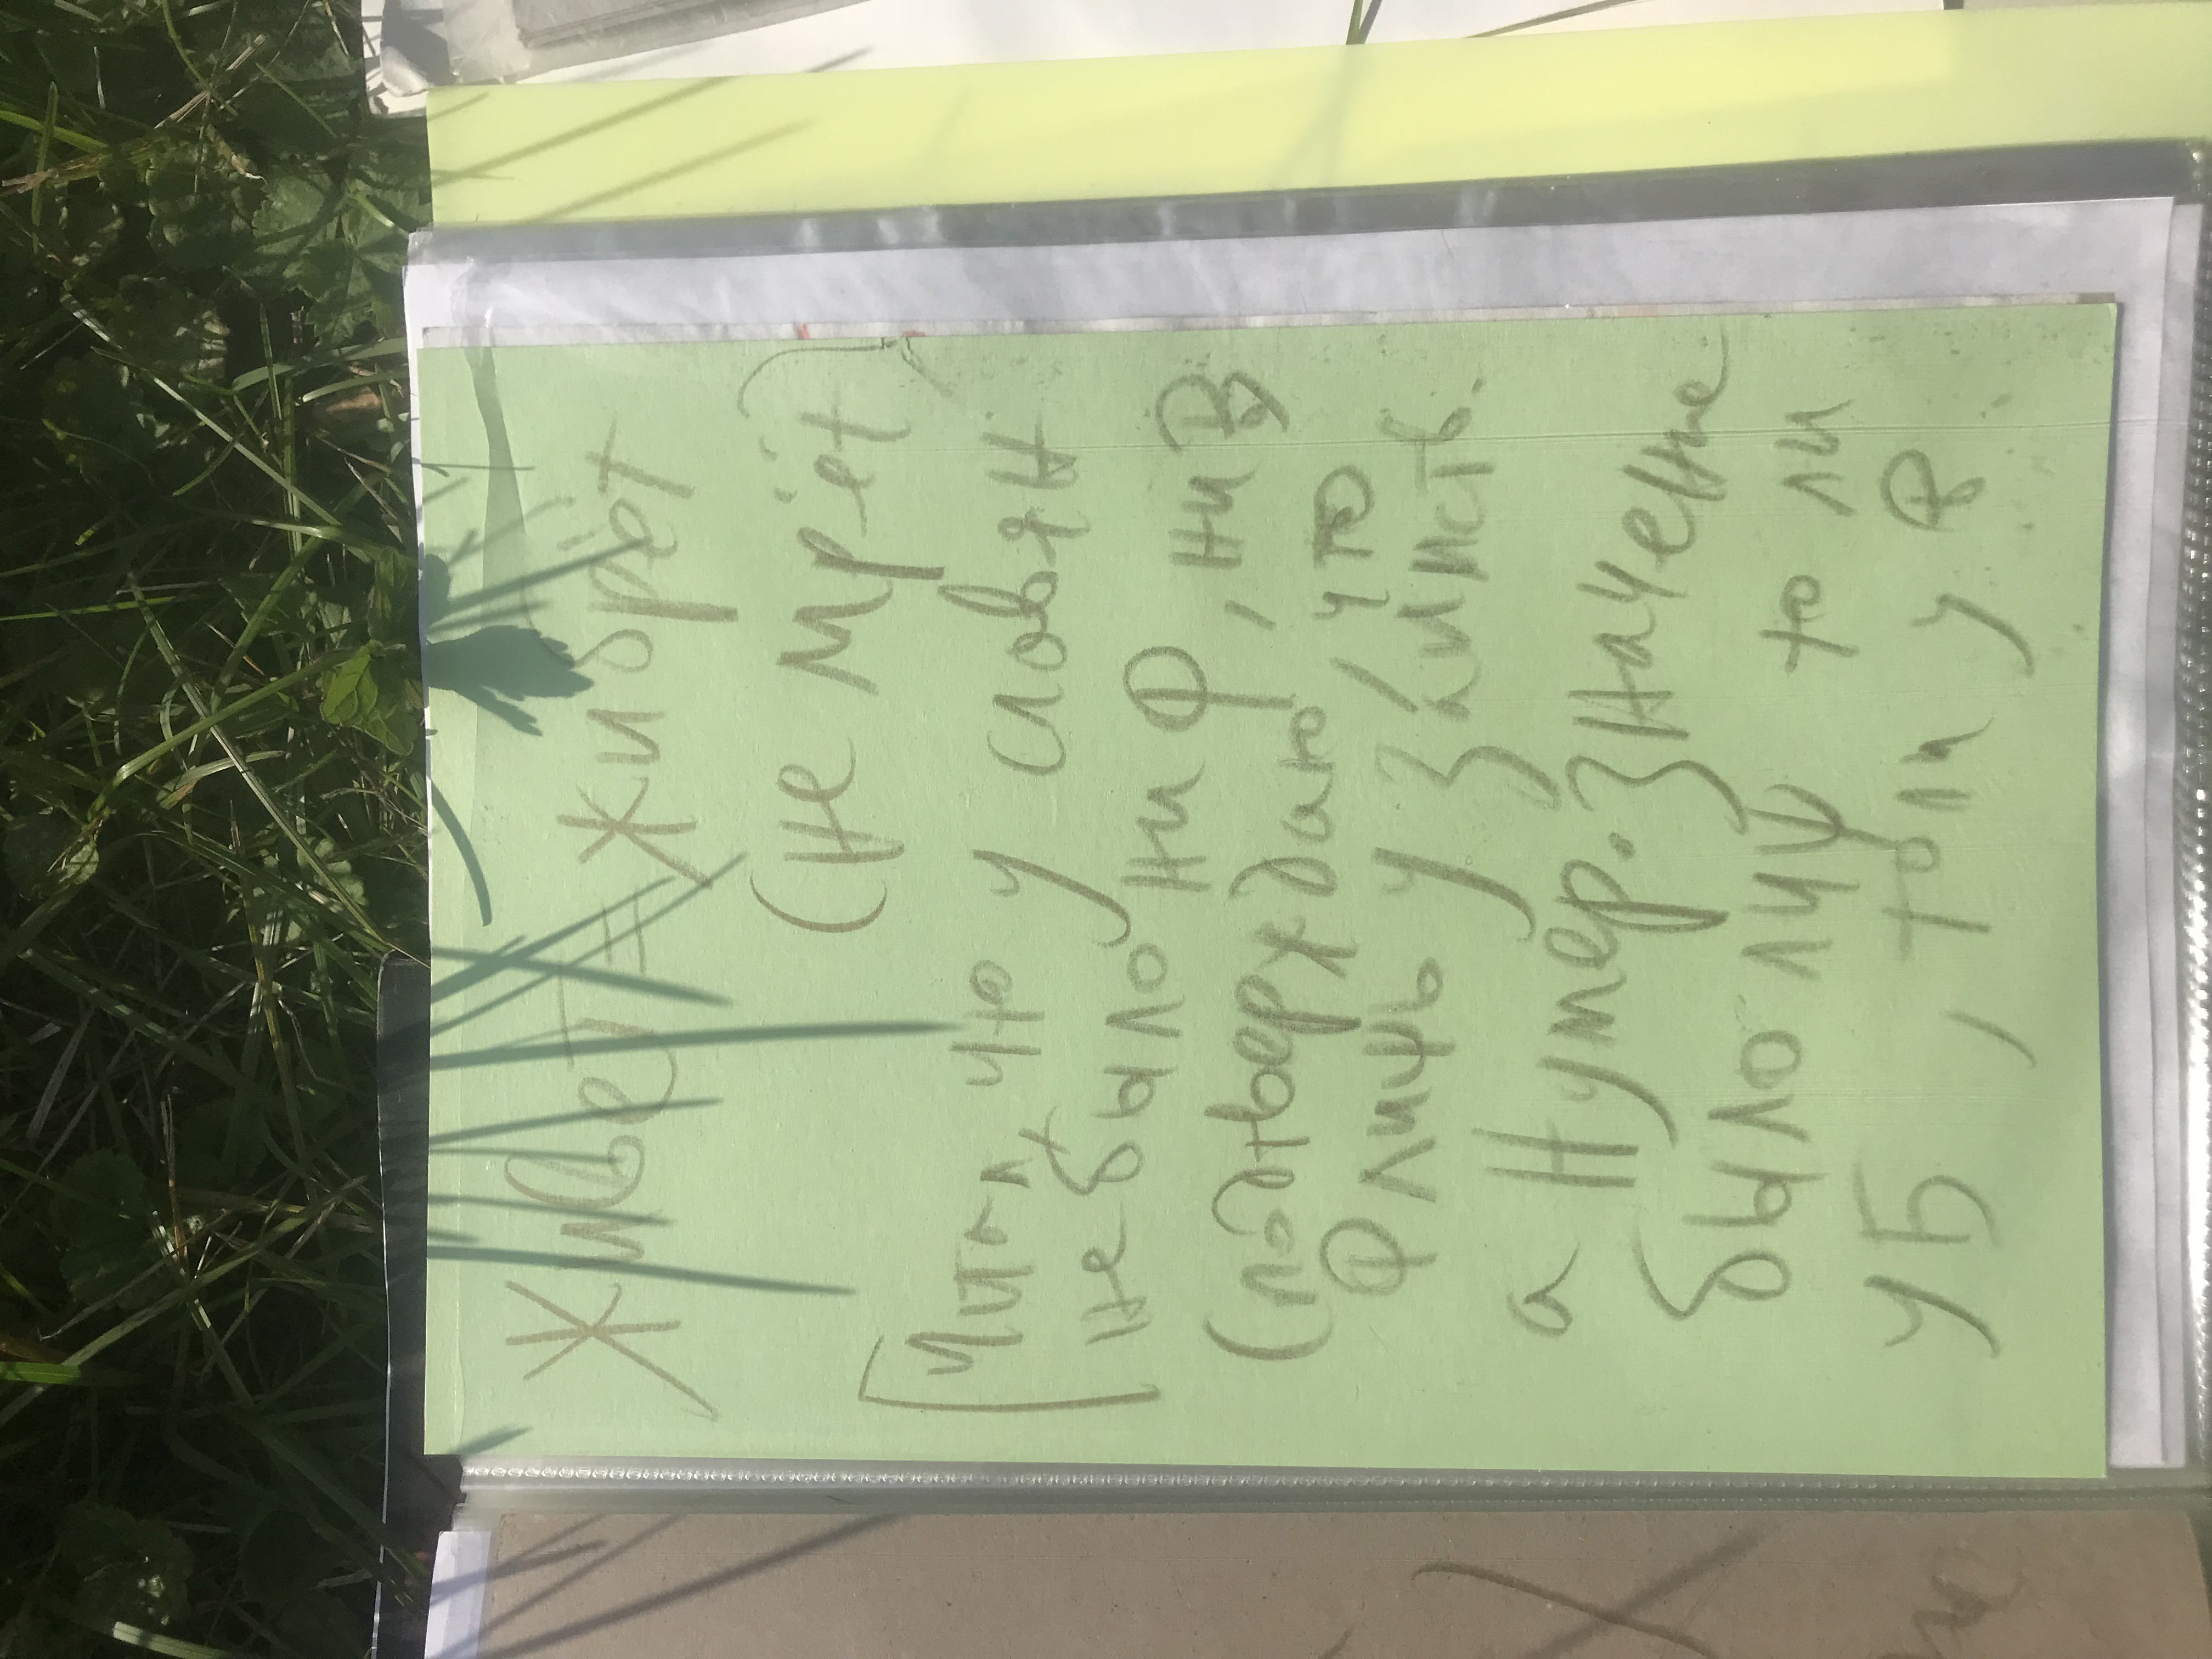 Живет = жибрёт
(не мрёт)
Читал, что у словян
не было ни Ф, ни В
(подтверждаю, что
Ф лишь у заимств.
а Нумер. значение
было лиш то ли
у Б, то ли у В